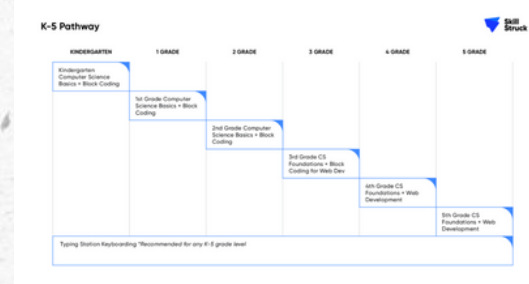 K-5 Pathway
Skill
Struck
KINDERGARTEN
1 GRADE
2 GRADE
3 GRADE
4 GRADE
5 GRADE
Kindergarten
Computer Science
Basics + Block Coding
1st Grade Computer
Science Basics + Block
Coding
2nd Grade Computer
Science Basics + Block
Coding
3rd Grade CS
Foundations + Block
Coding for Web Dev
4th Grade CS
Foundations + Web
Development
5th Grade CS
Foundations + Web
Development
Typing Station Keyboarding *Recommended for any K-5 grade level